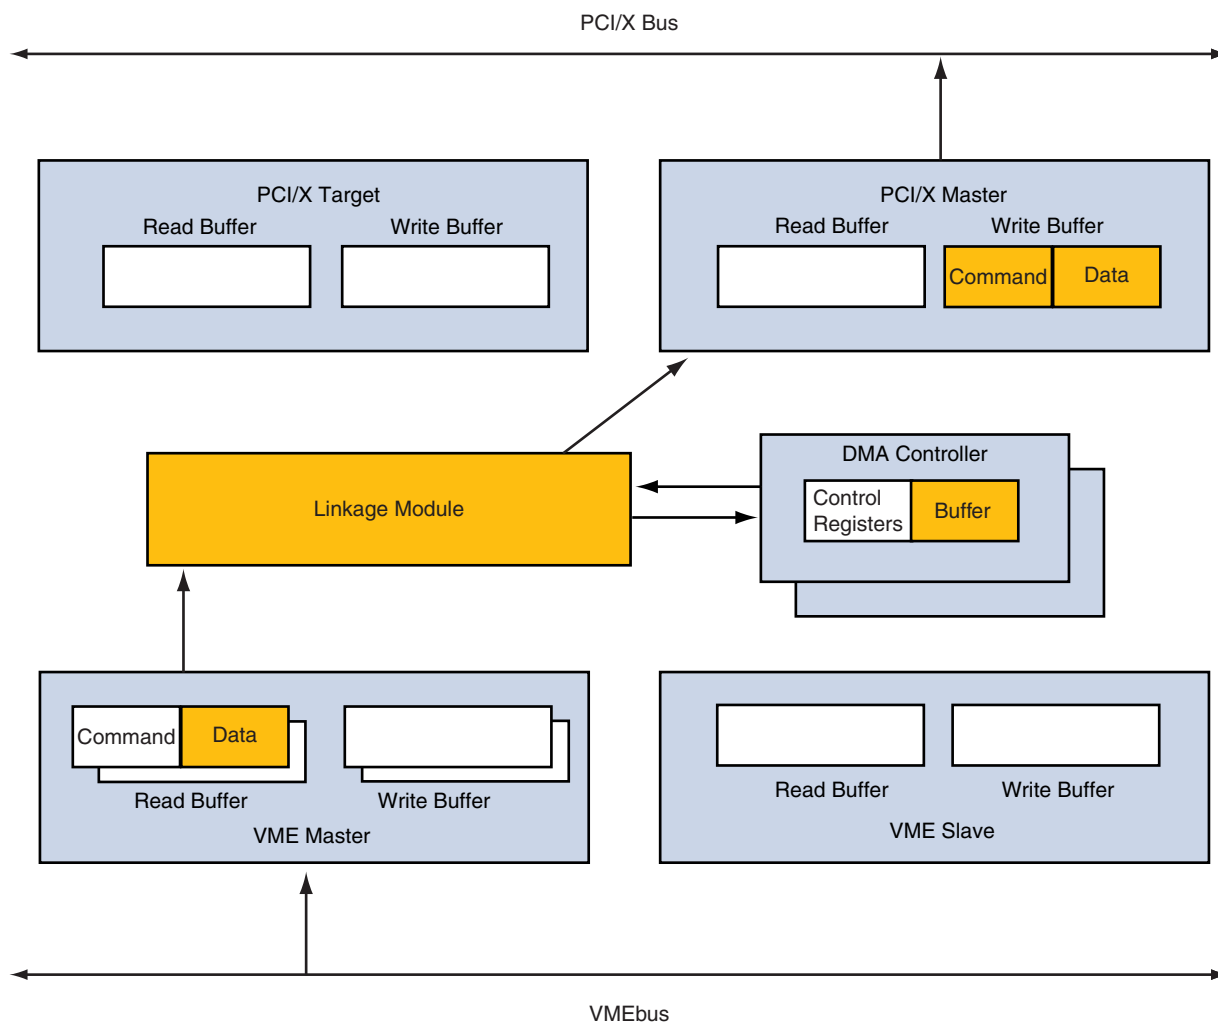 PCI/X Bus
PCI/X Target
Read Buffer
Write Buffer
PCI/X Master
Read Buffer
Write Buffer
Command
Data
Linkage Module
DMA Controller
Control
Registers
Buffer
Command
Data
Read Buffer
Write Buffer
VME Master
Read Buffer
Write Buffer
VME Slave
VMEbus